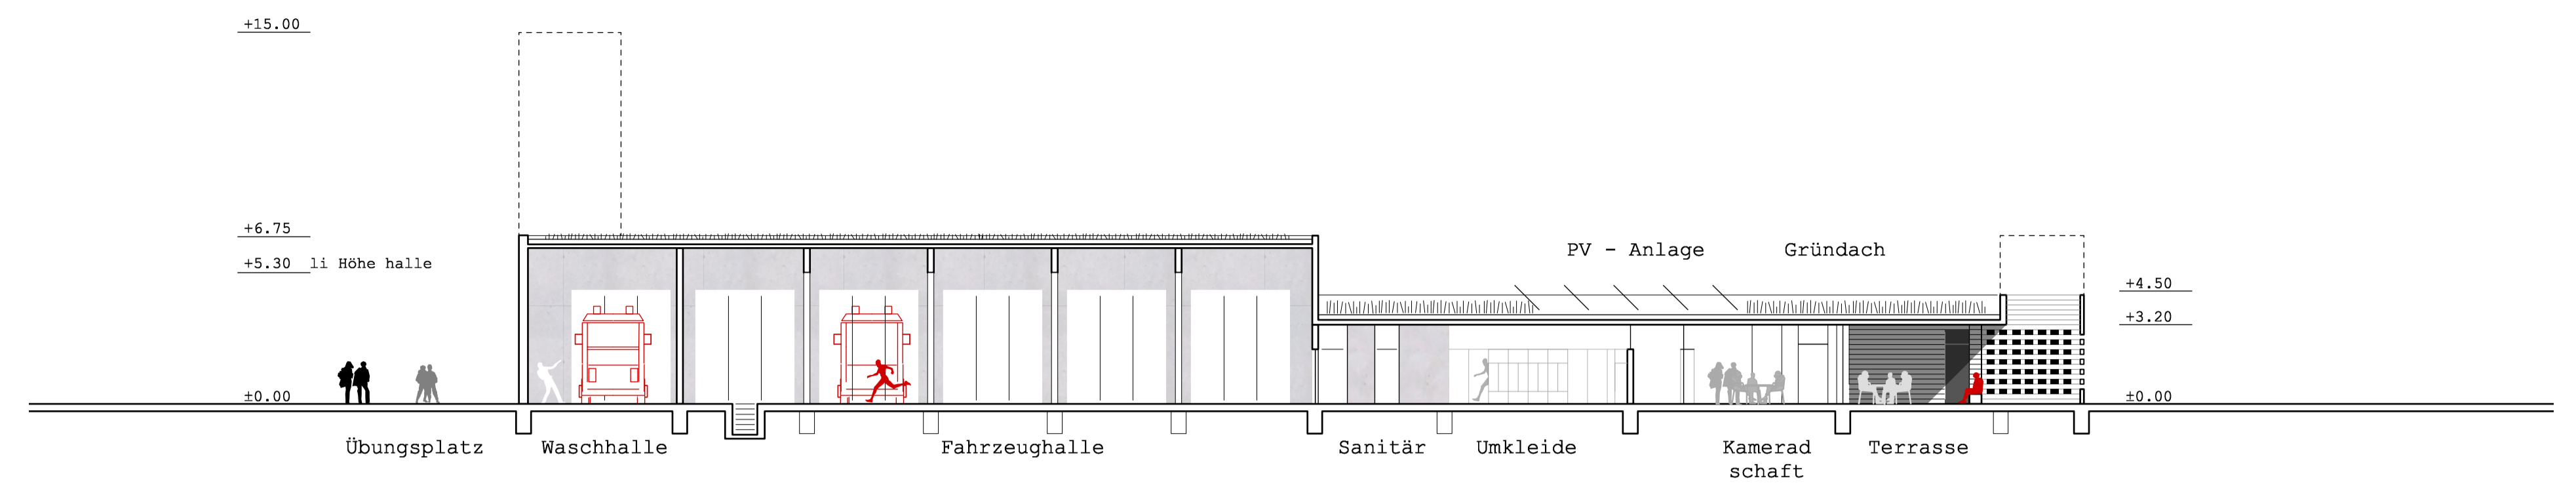 +15.00
+6.75
+5.30 li Höhe halle
±0.00
PV - Anlage
Gründach
+4.50
+3.20
±0.00
Übungsplatz
Waschhalle
Fahrzeughalle
Sanitär
Umkleide
Kamerad
schaft
Terrasse